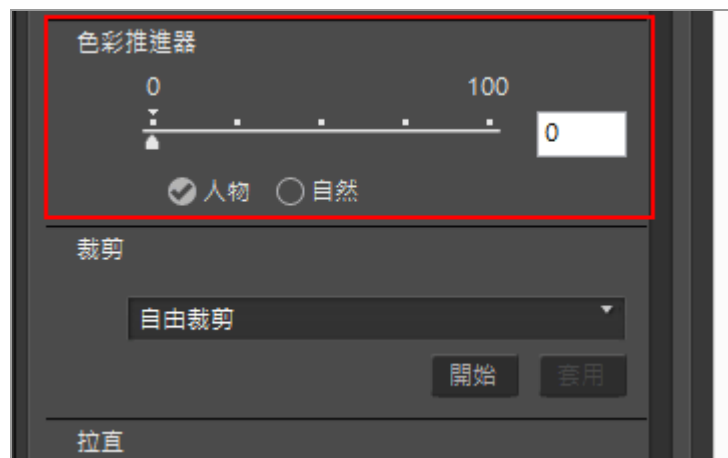 色彩推進器
0 100
0
人物 自然
裁剪
自由裁剪
開始 套用
拉直